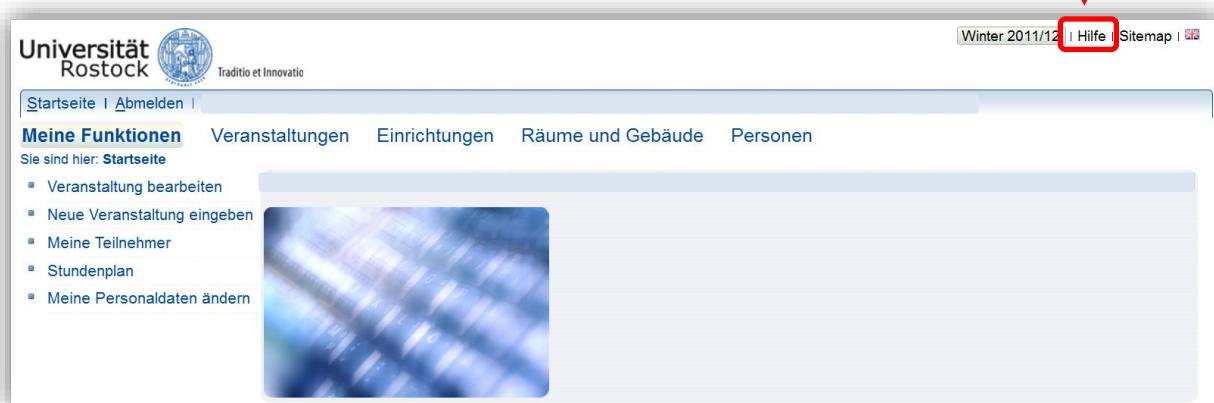 Universität
Rostock
Traditio et Innovatio
Winter 2011/12 | Hilfe | Sitemap |
Startseite | Abmelden |
Meine Funktionen Veranstaltungen Einrichtungen Räume und Gebäude Personen
Sie sind hier: Startseite
Veranstaltung bearbeiten
Neue Veranstaltung eingeben
Meine Teilnehmer
Stundenplan
Meine Personaldaten ändern